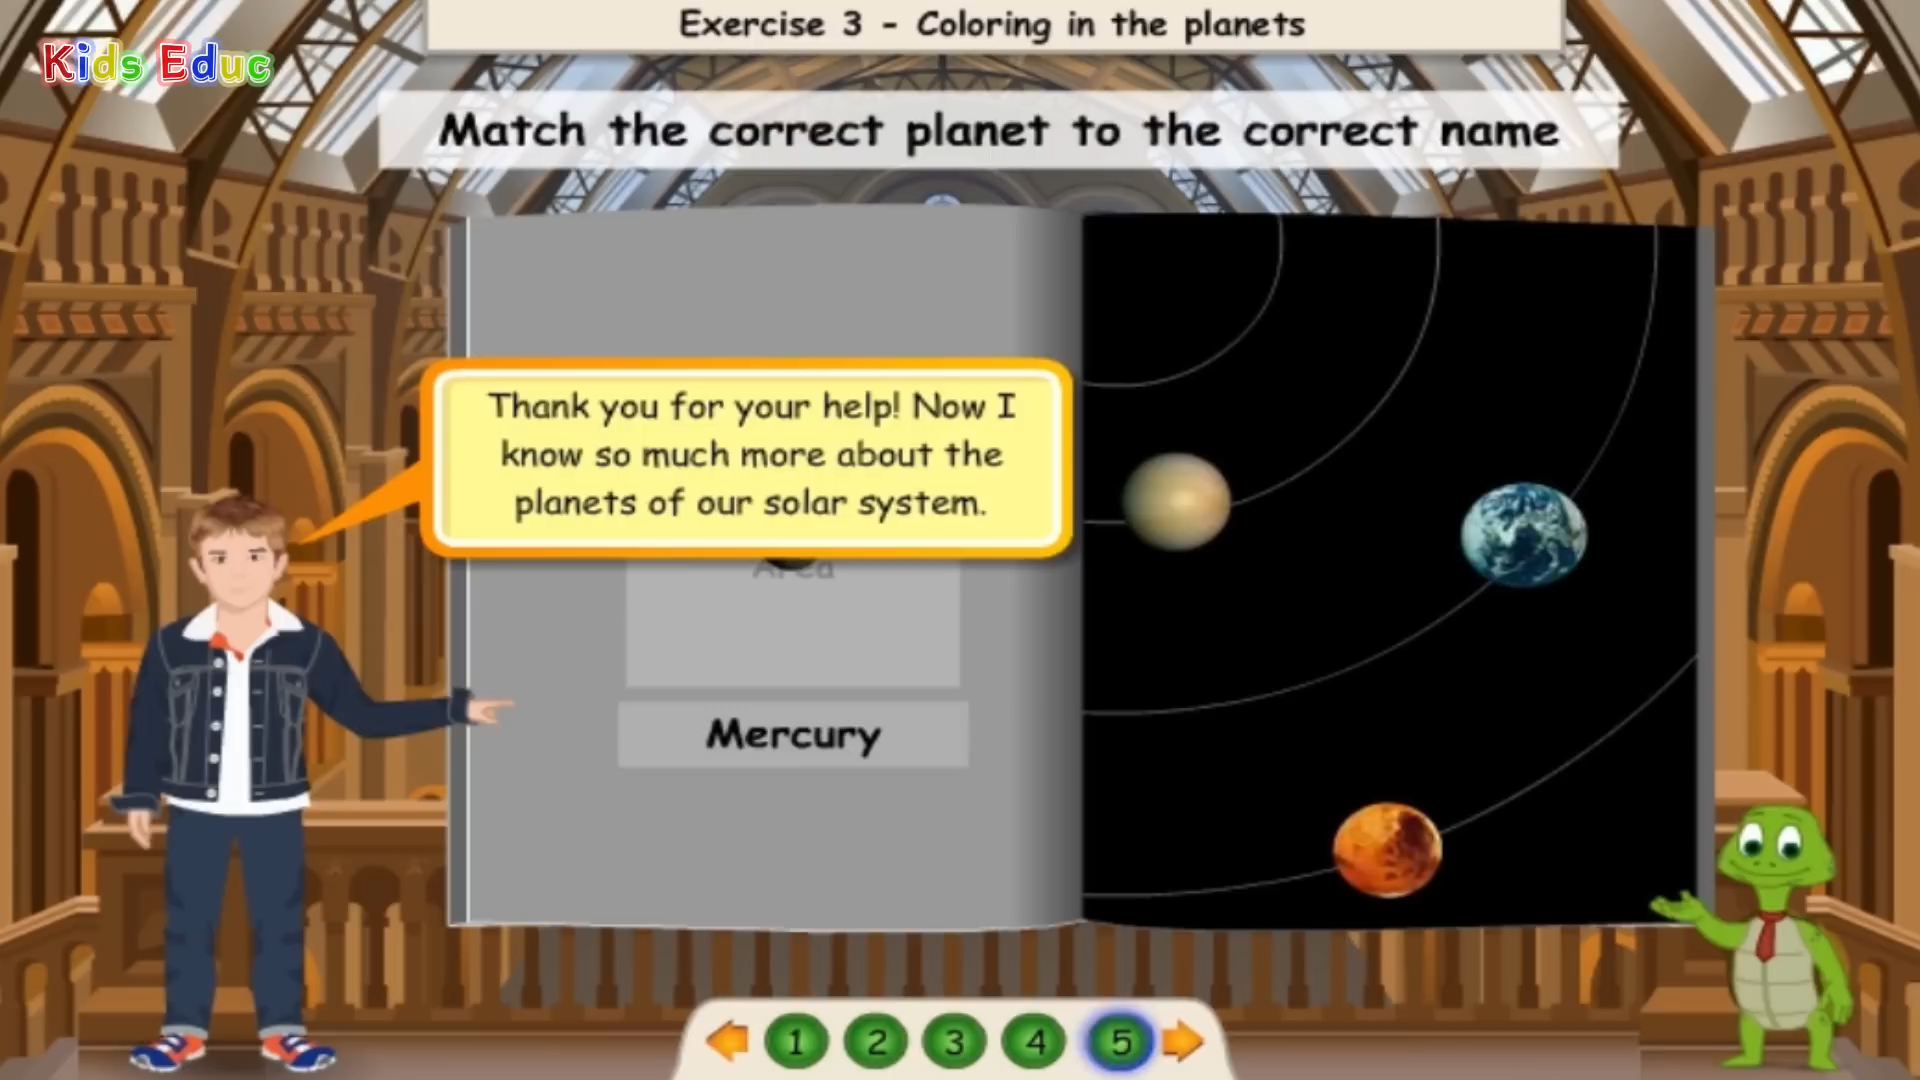 Exercise 3 - Coloring in the planets
Kids Educ
Match the correct planet to the correct name
Thank you for your help! Now I
know so much more about the
planets of our solar system.
Area
Mercury
1 2 3 4 5